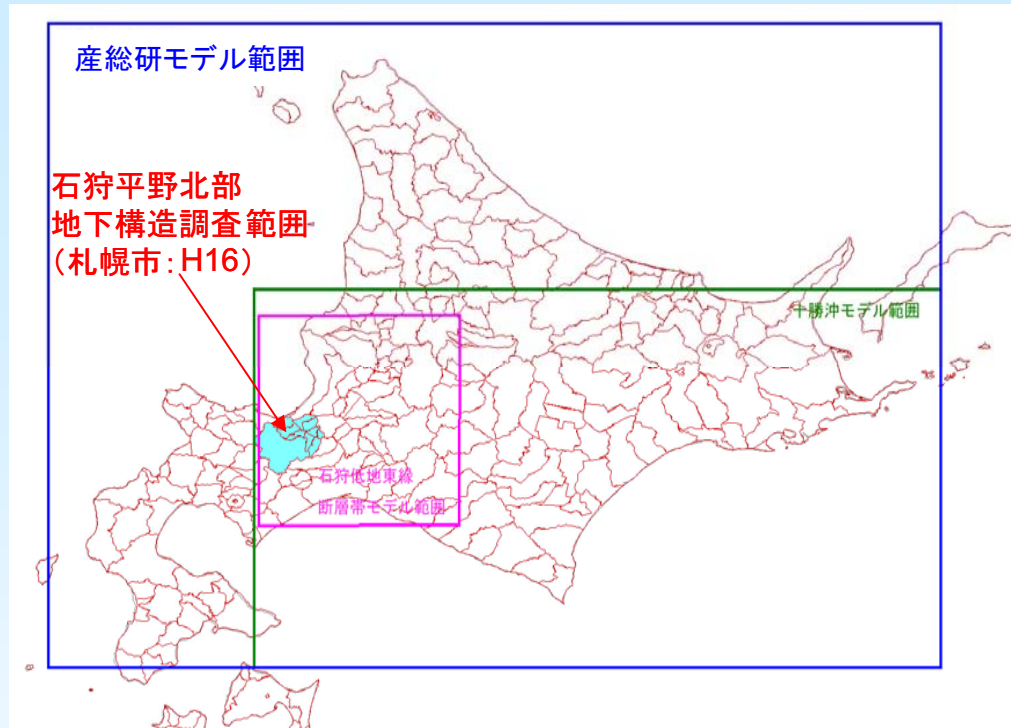 産総研モデル範囲
石狩平野北部
地下構造調査範囲
（札幌市：H16）
十勝沖モデル範囲
石狩低地東縁
断層帯モデル範囲